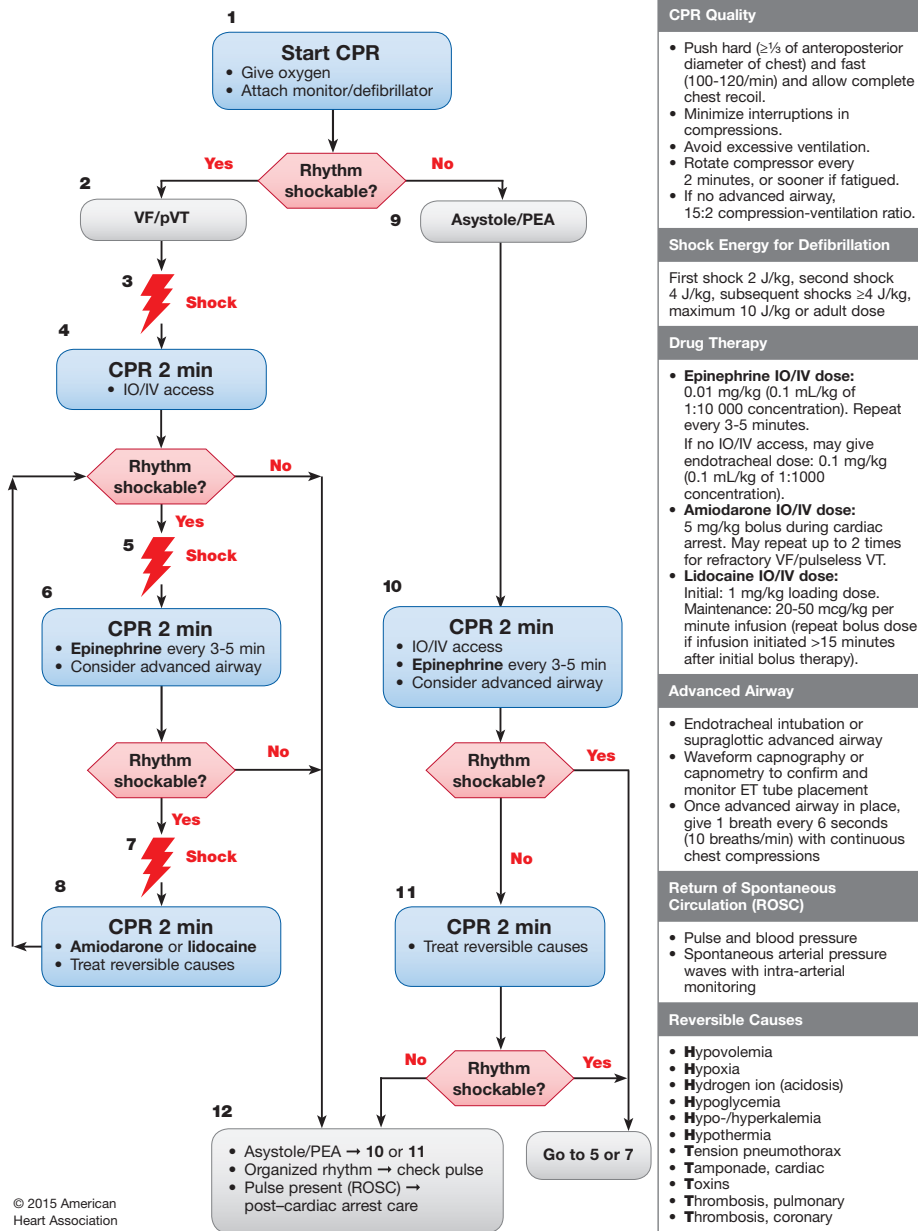 1
Start CPR
• Give oxygen
• Attach monitor/defibrillator
Rhythm
shockable?
Yes
No
2
VF/pVT
9
Asystole/PEA
3
Shock
4
CPR 2 min
• IO/IV access
Rhythm
shockable?
No
Yes
5
Shock
6
CPR 2 min
• Epinephrine every 3-5 min
• Consider advanced airway
Rhythm
shockable?
No
Yes
7
Shock
8
CPR 2 min
• Amiodarone or lidocaine
• Treat reversible causes
10
CPR 2 min
• IO/IV access
• Epinephrine every 3-5 min
• Consider advanced airway
Rhythm
shockable?
Yes
No
11
CPR 2 min
• Treat reversible causes
Rhythm
shockable?
No
Yes
12
• Asystole/PEA → 10 or 11
• Organized rhythm → check pulse
• Pulse present (ROSC) →
post–cardiac arrest care
Go to 5 or 7
© 2015 American
Heart Association
CPR Quality
• Push hard (≥⅓ of anteroposterior
diameter of chest) and fast
(100-120/min) and allow complete
chest recoil.
• Minimize interruptions in
compressions.
• Avoid excessive ventilation.
• Rotate compressor every
2 minutes, or sooner if fatigued.
• If no advanced airway,
15:2 compression-ventilation ratio.
Shock Energy for Defibrillation
First shock 2 J/kg, second shock
4 J/kg, subsequent shocks ≥4 J/kg,
maximum 10 J/kg or adult dose
Drug Therapy
• Epinephrine IO/IV dose:
0.01 mg/kg (0.1 mL/kg of
1:10 000 concentration). Repeat
every 3-5 minutes.
If no IO/IV access, may give
endotracheal dose: 0.1 mg/kg
(0.1 mL/kg of 1:1000
concentration).
• Amiodarone IO/IV dose:
5 mg/kg bolus during cardiac
arrest. May repeat up to 2 times
for refractory VF/pulseless VT.
• Lidocaine IO/IV dose:
Initial: 1 mg/kg loading dose.
Maintenance: 20-50 mcg/kg per
minute infusion (repeat bolus dose
if infusion initiated >15 minutes
after initial bolus therapy).
Advanced Airway
• Endotracheal intubation or
supraglottic advanced airway
• Waveform capnography or
capnometry to confirm and
monitor ET tube placement
• Once advanced airway in place,
give 1 breath every 6 seconds
(10 breaths/min) with continuous
chest compressions
Return of Spontaneous
Circulation (ROSC)
• Pulse and blood pressure
• Spontaneous arterial pressure
waves with intra-arterial
monitoring
Reversible Causes
• Hypovolemia
• Hypoxia
• Hydrogen ion (acidosis)
• Hypoglycemia
• Hypo-/hyperkalemia
• Hypothermia
• Tension pneumothorax
• Tamponade, cardiac
• Toxins
• Thrombosis, pulmonary
• Thrombosis, coronary